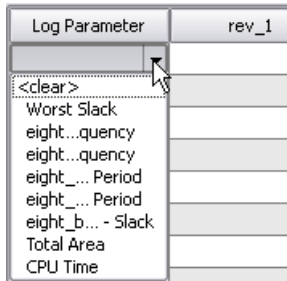 Log Parameter rev_1
<clear>
Worst Slack
eight...quency
eight...quency
eight_... Period
eight_... Period
eight_b... - Slack
Total Area
CPU Time